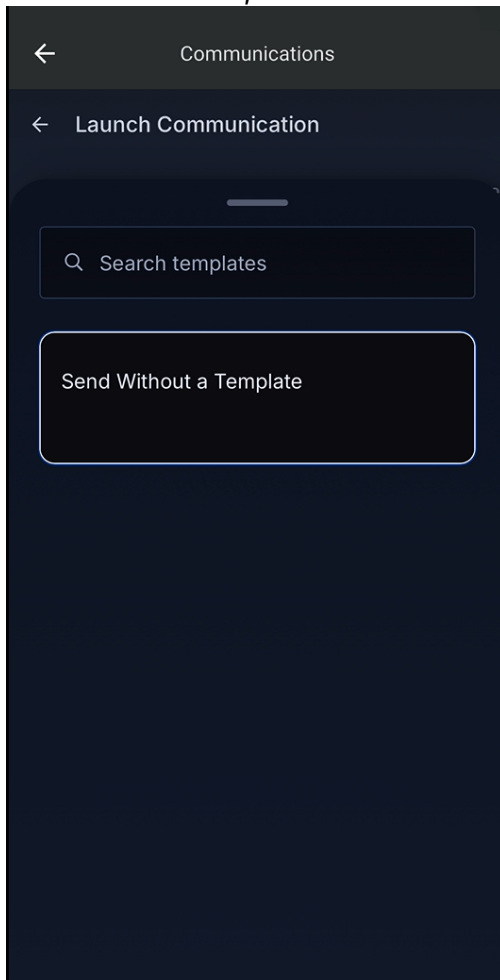 Communications
Launch Communication
Search templates
Send Without a Template